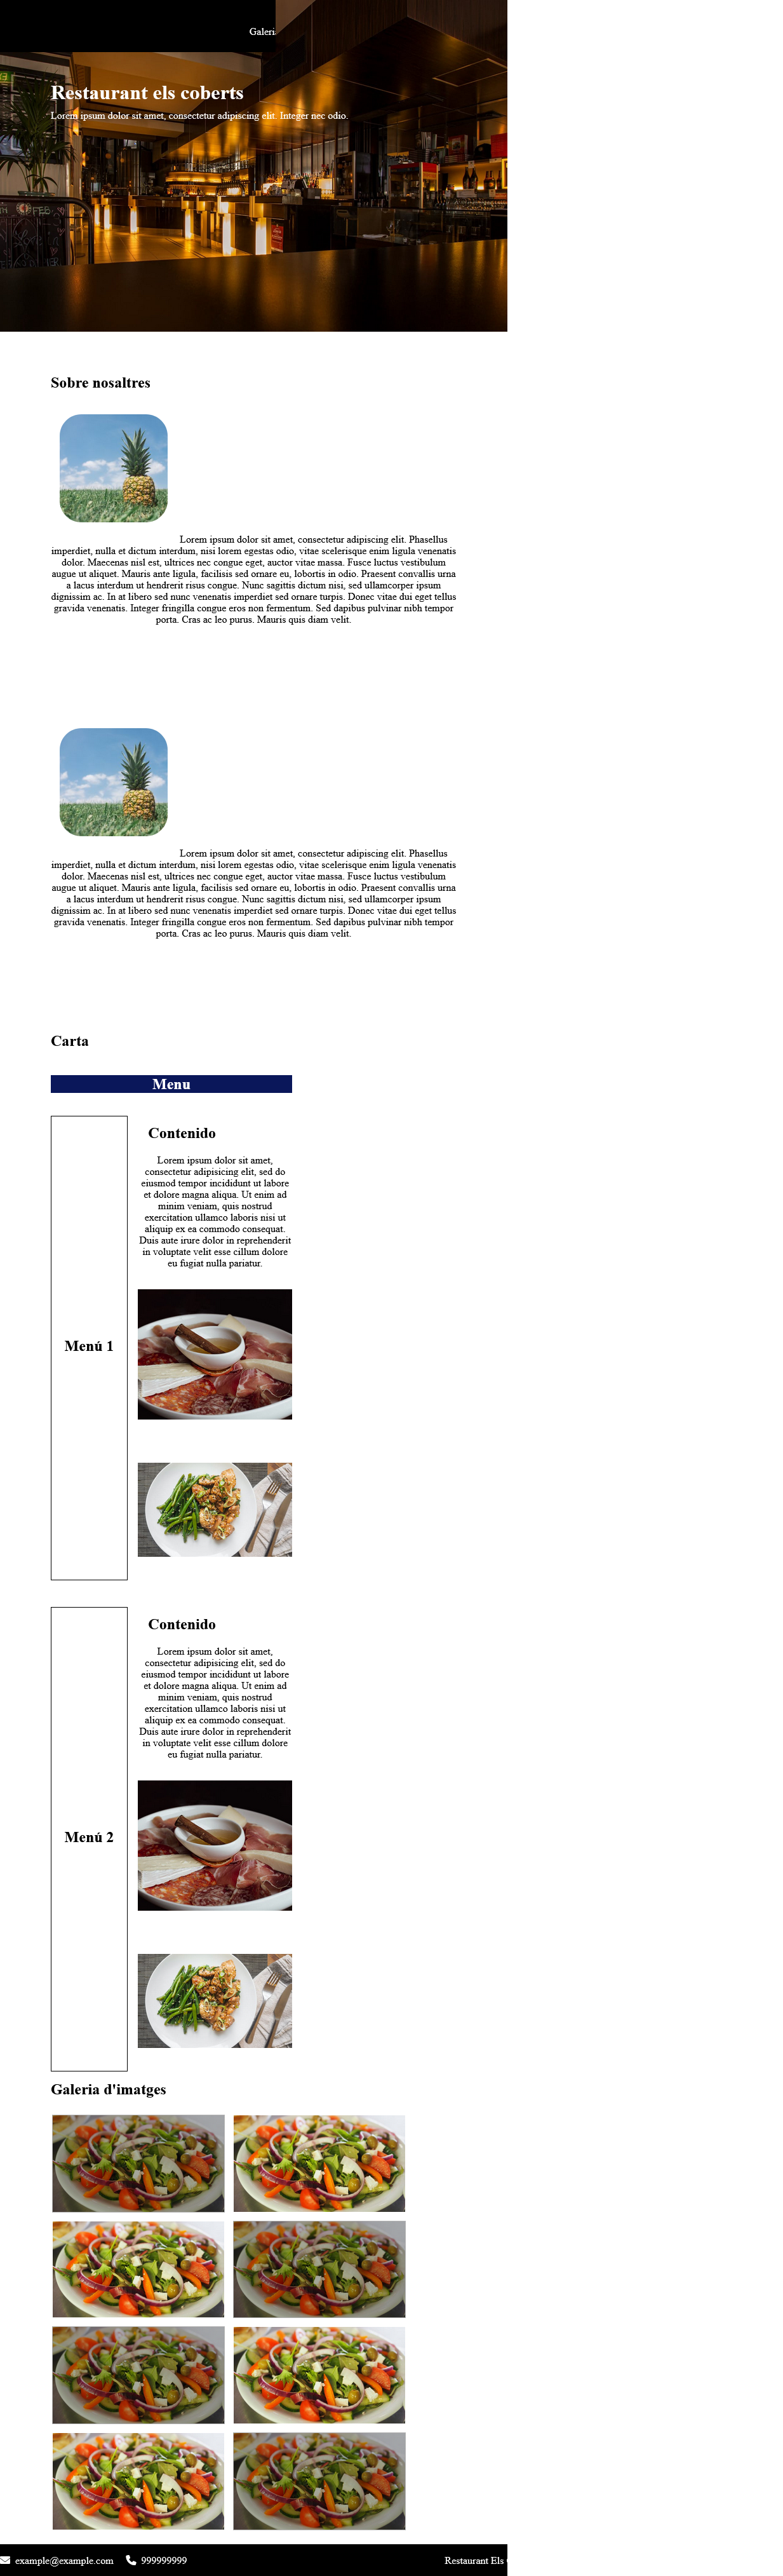 Galeri
Restaurant els coberts
Lorem ipsum dolor sit amet, consectetur adipiscing elit. Integer nec odio.
Sobre nosaltres
Lorem ipsum dolor sit amet, consectetur adipiscing elit. Phasellus
imperdiet, nulla et dictum interdum, nisi lorem egestas odio, vitae scelerisque enim ligula venenatis
dolor. Maecenas nisl est, ultrices nec congue eget, auctor vitae massa. Fusce luctus vestibulum
augue ut aliquet. Mauris ante ligula, facilisis sed ornare eu, lobortis in odio. Praesent convallis urna
a lacus interdum ut hendrerit risus congue. Nunc sagittis dictum nisi, sed ullamcorper ipsum
dignissim ac. In at libero sed nunc venenatis imperdiet sed ornare turpis. Donec vitae dui eget tellus
gravida venenatis. Integer fringilla congue eros non fermentum. Sed dapibus pulvinar nibh tempor
porta. Cras ac leo purus. Mauris quis diam velit.
Lorem ipsum dolor sit amet, consectetur adipiscing elit. Phasellus
imperdiet, nulla et dictum interdum, nisi lorem egestas odio, vitae scelerisque enim ligula venenatis
dolor. Maecenas nisl est, ultrices nec congue eget, auctor vitae massa. Fusce luctus vestibulum
augue ut aliquet. Mauris ante ligula, facilisis sed ornare eu, lobortis in odio. Praesent convallis urna
a lacus interdum ut hendrerit risus congue. Nunc sagittis dictum nisi, sed ullamcorper ipsum
dignissim ac. In at libero sed nunc venenatis imperdiet sed ornare turpis. Donec vitae dui eget tellus
gravida venenatis. Integer fringilla congue eros non fermentum. Sed dapibus pulvinar nibh tempor
porta. Cras ac leo purus. Mauris quis diam velit.
Carta
Menu
Menú 1
Contenido
Lorem ipsum dolor sit amet,
consectetur adipisicing elit, sed do
eiusmod tempor incididunt ut labore
et dolore magna aliqua. Ut enim ad
minim veniam, quis nostrud
exercitation ullamco laboris nisi ut
aliquip ex ea commodo consequat.
Duis aute irure dolor in reprehenderit
in voluptate velit esse cillum dolore
eu fugiat nulla pariatur.
Menú 2
Contenido
Lorem ipsum dolor sit amet,
consectetur adipisicing elit, sed do
eiusmod tempor incididunt ut labore
et dolore magna aliqua. Ut enim ad
minim veniam, quis nostrud
exercitation ullamco laboris nisi ut
aliquip ex ea commodo consequat.
Duis aute irure dolor in reprehenderit
in voluptate velit esse cillum dolore
eu fugiat nulla pariatur.
Galeria d'imatges
example@example.com 999999999 Restaurant Els